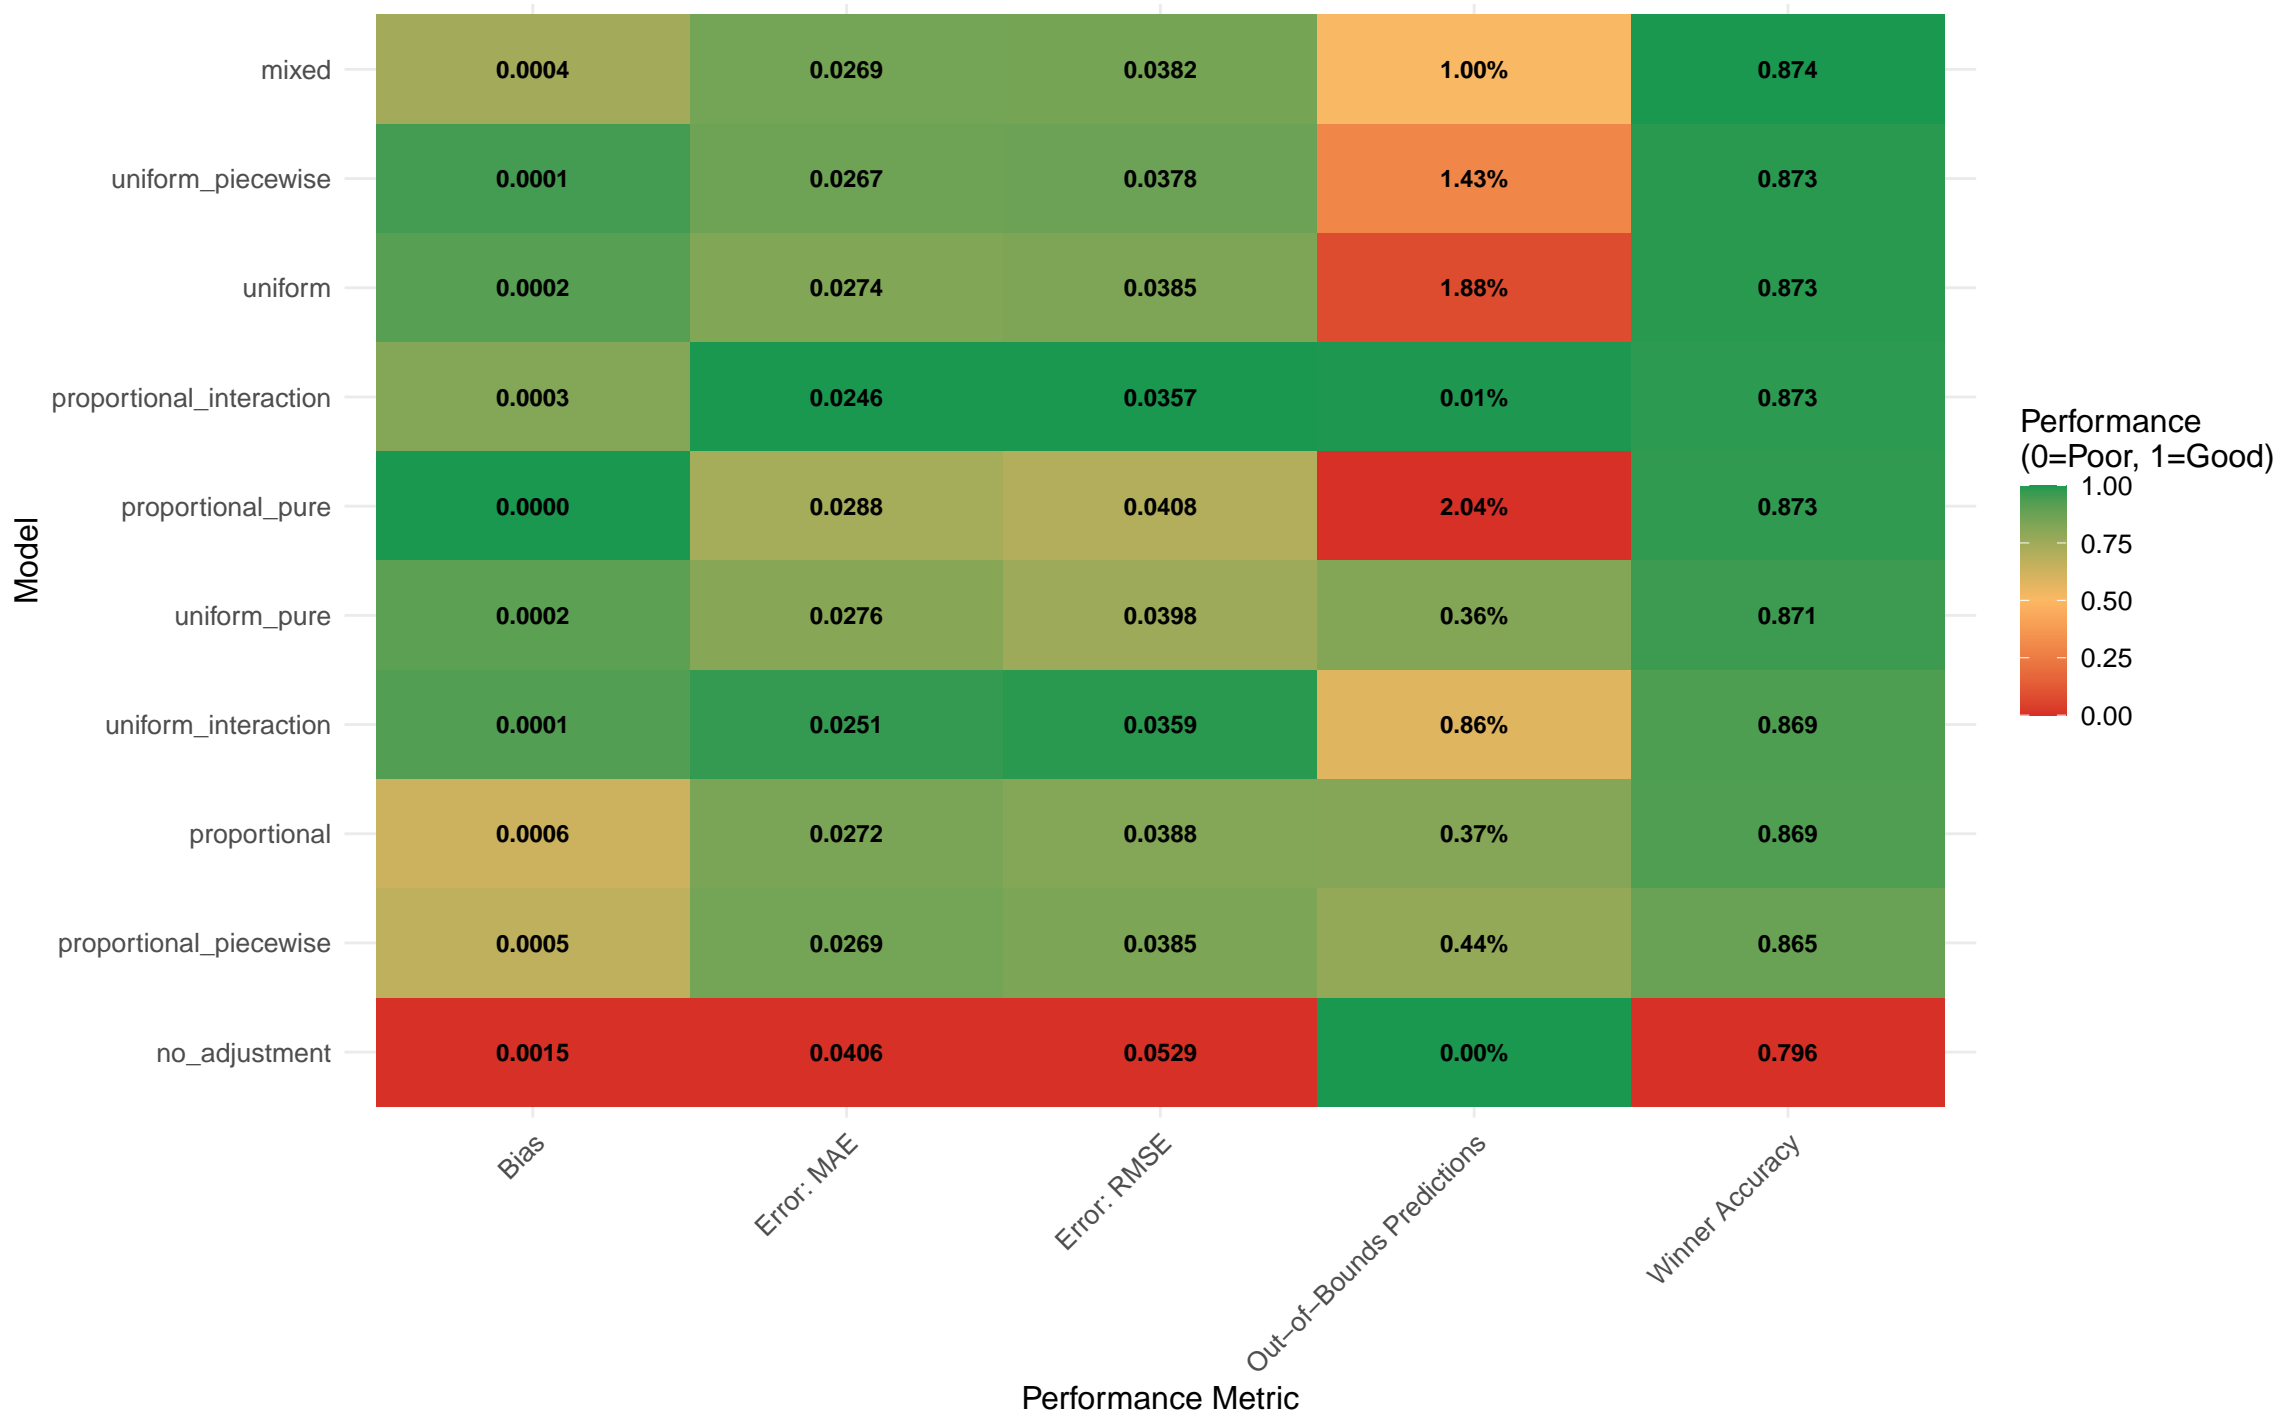 mixed 0.0004 0.0269 0.0382 1.00% 0.874
uniform_piecewise 0.0001 0.0267 0.0378 1.43% 0.873
uniform 0.0002 0.0274 0.0385 1.88% 0.873
proportional_interaction 0.0003 0.0246 0.0357 0.01% 0.873
proportional_pure 0.0000 0.0288 0.0408 2.04% 0.873
uniform_pure 0.0002 0.0276 0.0398 0.36% 0.871
uniform_interaction 0.0001 0.0251 0.0359 0.86% 0.869
proportional 0.0006 0.0272 0.0388 0.37% 0.869
proportional_piecewise 0.0005 0.0269 0.0385 0.44% 0.865
no_adjustment 0.0015 0.0406 0.0529 0.00% 0.796
Model
Bias
Error: MAE
Error: RMSE
Out−of−Bounds Predictions
Winner Accuracy
Performance Metric
Performance
(0=Poor, 1=Good)
1.00
0.75
0.50
0.25
0.00